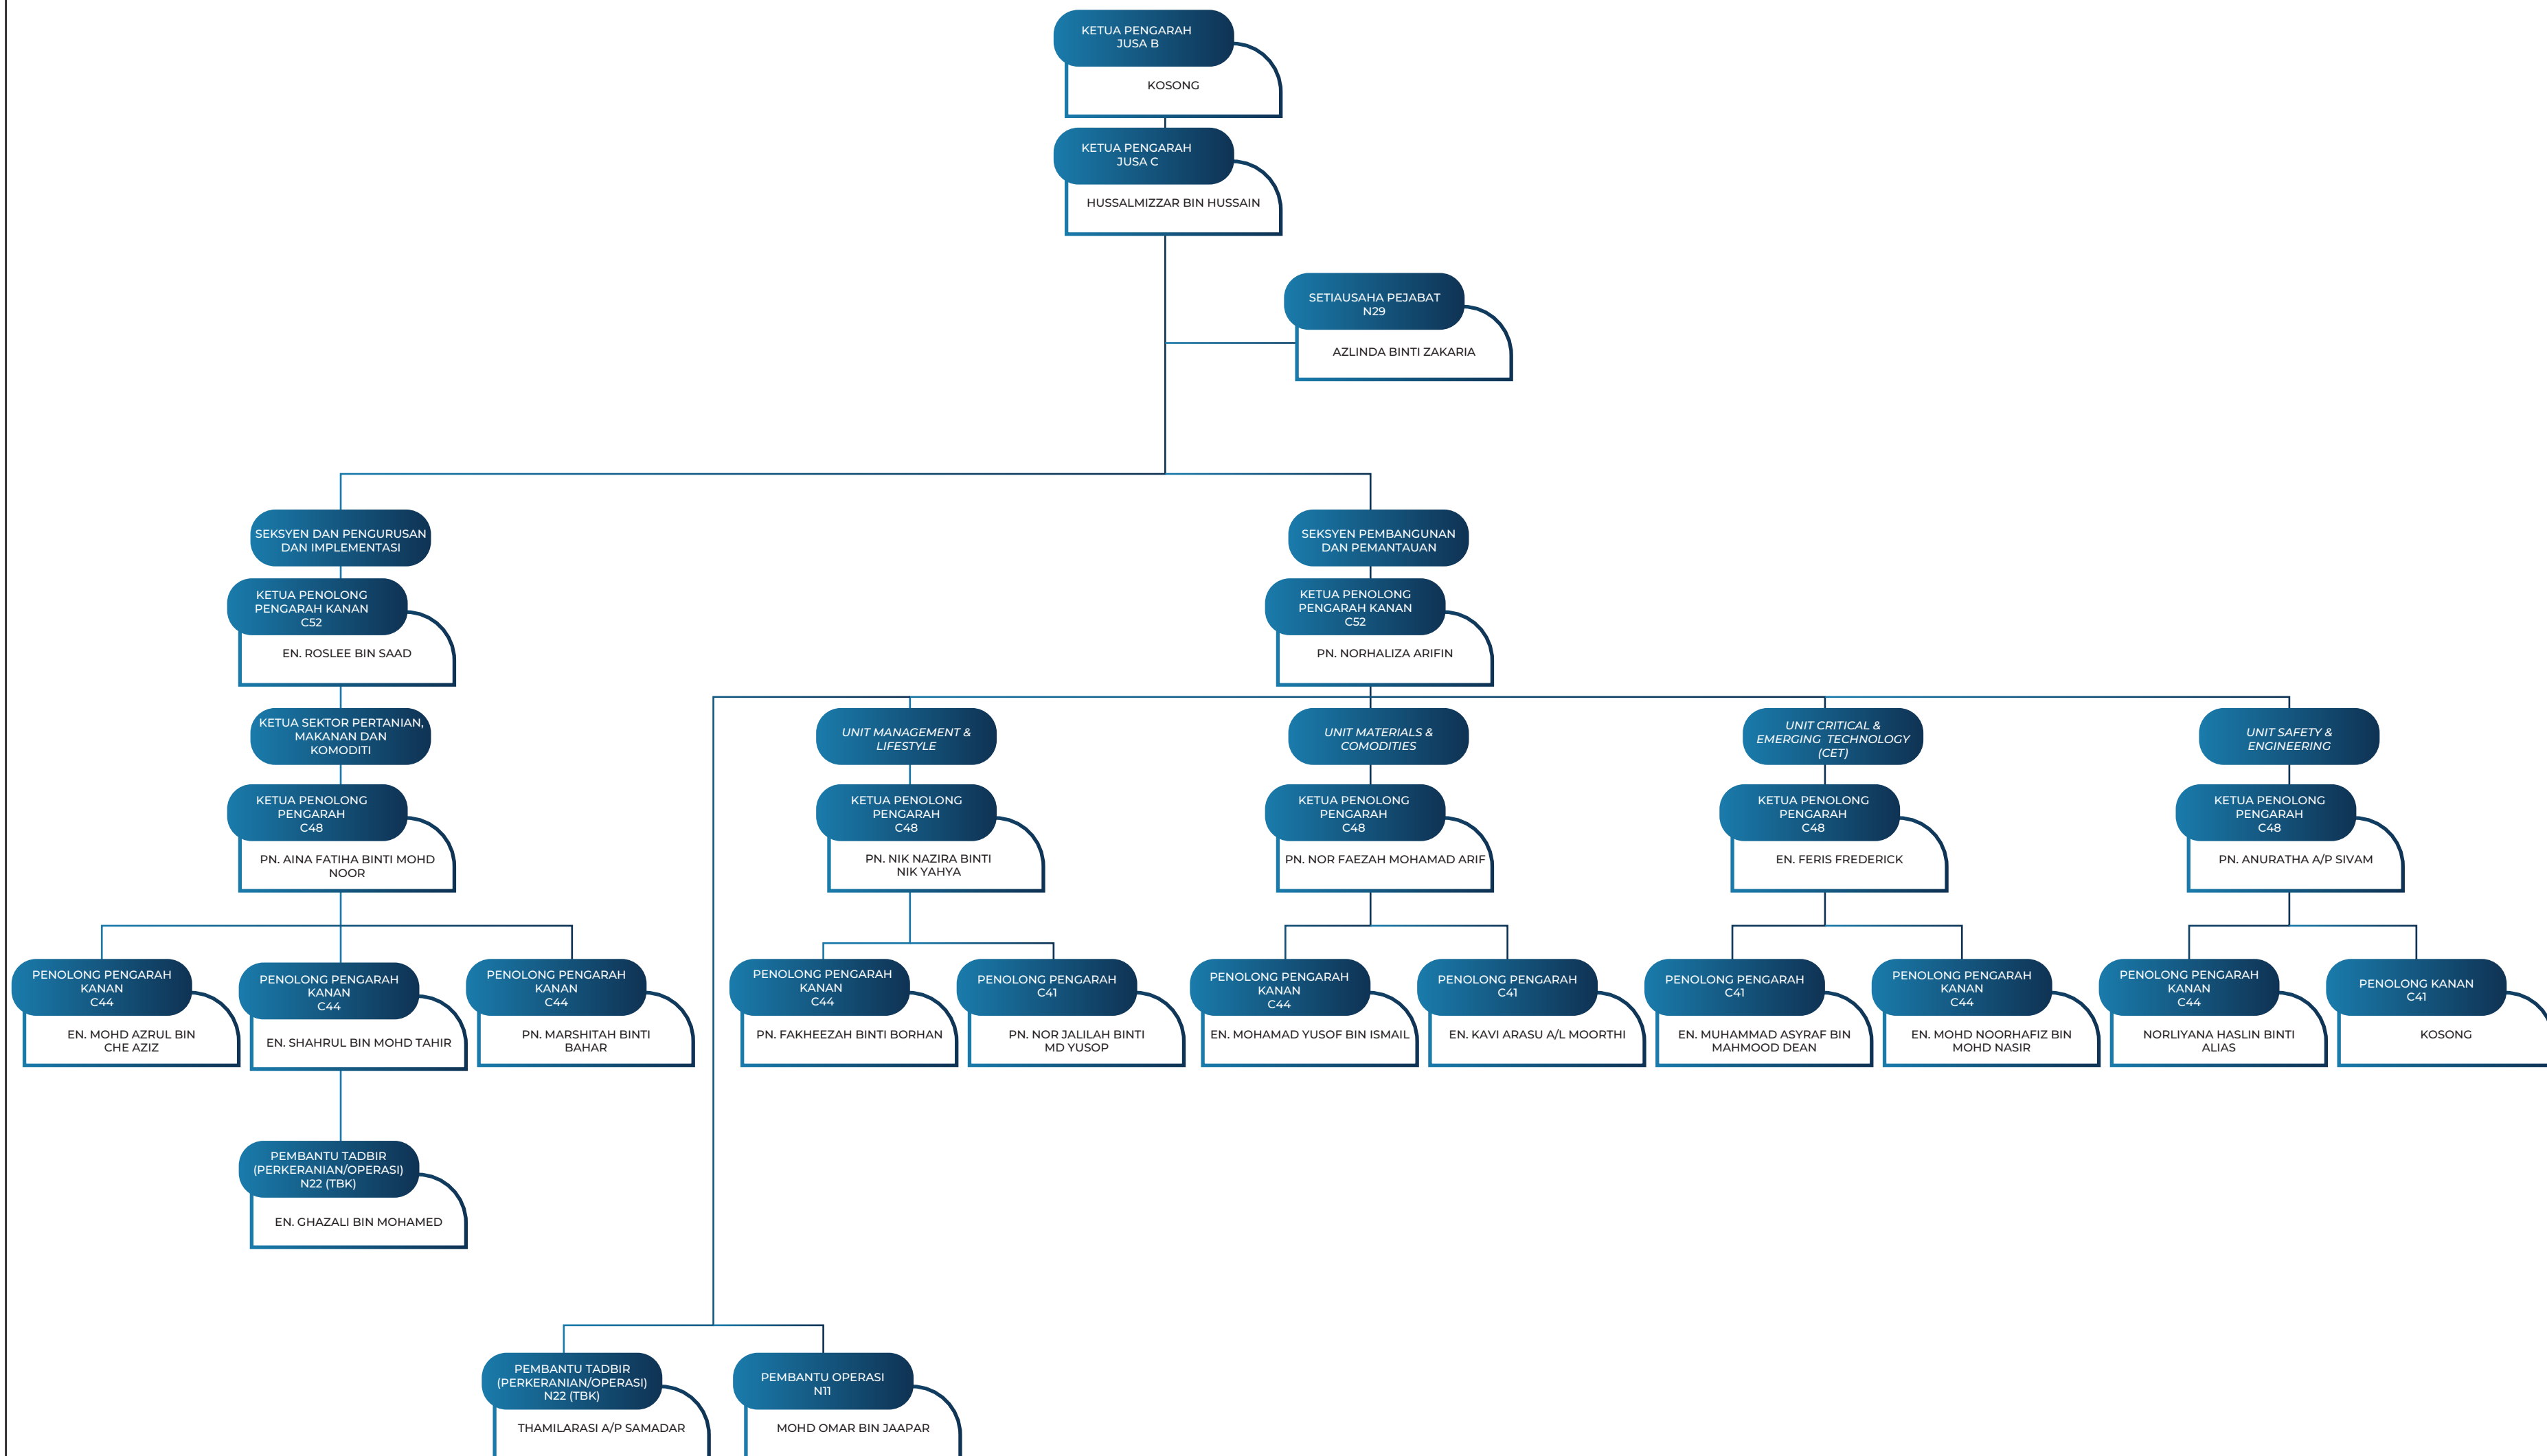 KETUA PENGARAH
JUSA B
KOSONG
KETUA PENGARAH
JUSA C
HUSSALMIZZAR BIN HUSSAIN
SETIAUSAHA PEJABAT
N29
AZLINDA BINTI ZAKARIA
SEKSYEN DAN PENGURUSAN
DAN IMPLEMENTASI
SEKSYEN PEMBANGUNAN
DAN PEMANTAUAN
KETUA PENOLONG
PENGARAH KANAN
C52
EN. ROSLEE BIN SAAD
KETUA PENOLONG
PENGARAH KANAN
C52
PN. NORHALIZA ARIFIN
KETUA SEKTOR PERTANIAN,
MAKANAN DAN
KOMODITI
UNIT MANAGEMENT &
LIFESTYLE
UNIT MATERIALS &
COMODITIES
UNIT CRITICAL &
EMERGING TECHNOLOGY
(CET)
UNIT SAFETY &
ENGINEERING
KETUA PENOLONG
PENGARAH
C48
PN. AINA FATIHA BINTI MOHD
NOOR
KETUA PENOLONG
PENGARAH
C48
PN. NIK NAZIRA BINTI
NIK YAHYA
KETUA PENOLONG
PENGARAH
C48
PN. NOR FAEZAH MOHAMAD ARIF
KETUA PENOLONG
PENGARAH
C48
EN. FERIS FREDERICK
KETUA PENOLONG
PENGARAH
C48
PN. ANURATHA A/P SIVAM
PENOLONG PENGARAH
KANAN
C44
EN. MOHD AZRUL BIN
CHE AZIZ
PENOLONG PENGARAH
KANAN
C44
EN. SHAHRUL BIN MOHD TAHIR
PENOLONG PENGARAH
KANAN
C44
PN. MARSHITAH BINTI
BAHAR
PENOLONG PENGARAH
KANAN
C44
PN. FAKHEEZAH BINTI BORHAN
PENOLONG PENGARAH
C41
PN. NOR JALILAH BINTI
MD YUSOP
PENOLONG PENGARAH
KANAN
C44
EN. MOHAMAD YUSOF BIN ISMAIL
PENOLONG PENGARAH
C41
EN. KAVI ARASU A/L MOORTHI
PENOLONG PENGARAH
C41
EN. MUHAMMAD ASYRAF BIN
MAHMOOD DEAN
PENOLONG PENGARAH
KANAN
C44
EN. MOHD NOORHAFIZ BIN
MOHD NASIR
PENOLONG PENGARAH
KANAN
C44
NORLIYANA HASLIN BINTI
ALIAS
PENOLONG KANAN
C41
KOSONG
PEMBANTU TADBIR
(PERKERANIAN/OPERASI)
N22 (TBK)
EN. GHAZALI BIN MOHAMED
PEMBANTU TADBIR
(PERKERANIAN/OPERASI)
N22 (TBK)
THAMILARASI A/P SAMADAR
PEMBANTU OPERASI
N11
MOHD OMAR BIN JAAPAR